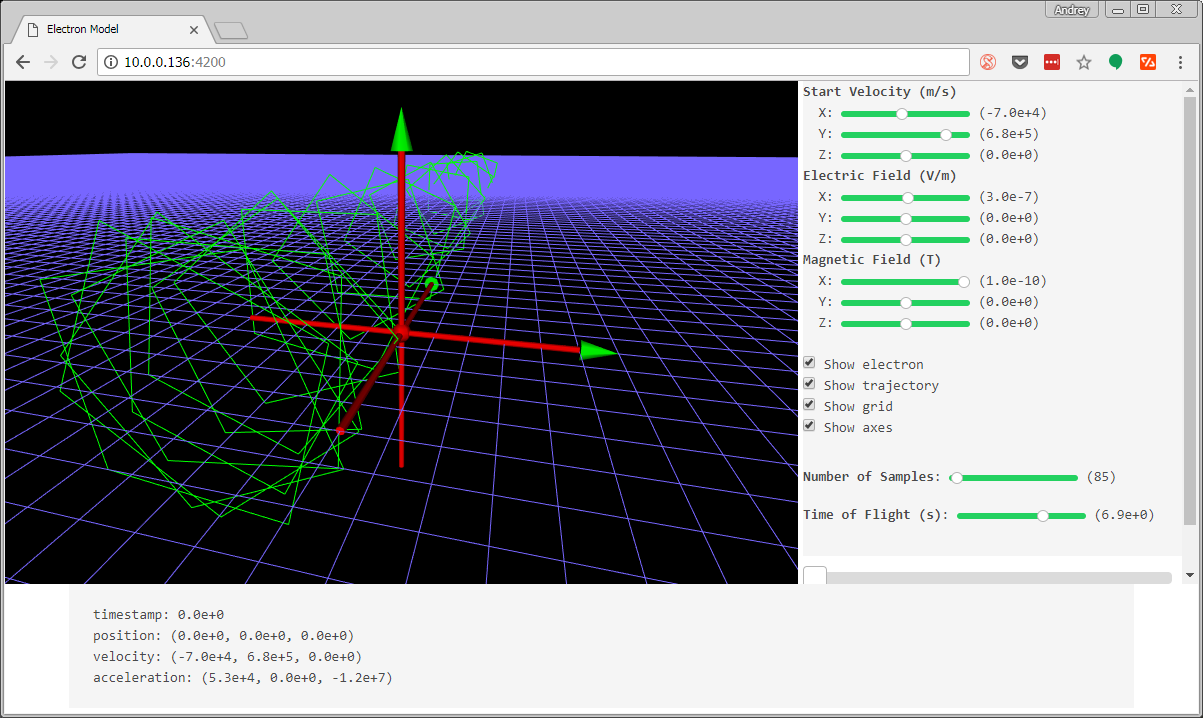 Andrey
Electron Model
10.0.0.136:4200
Start Velocity (m/s)
X: (-7.0e+4)
Y: (6.8e+5)
Z: (0.0e+0)
Electric Field (V/m)
X: (3.0e-7)
Y: (0.0e+0)
Z: (0.0e+0)
Magnetic Field (T)
X: (1.0e-10)
Y: (0.0e+0)
Z: (0.0e+0)
Show electron
Show trajectory
Show grid
Show axes
Number of Samples: (85)
Time of Flight (s): (6.9e+0)
timestamp: 0.0e+0
position: (0.0e+0, 0.0e+0, 0.0e+0)
velocity: (-7.0e+4, 6.8e+5, 0.0e+0)
acceleration: (5.3e+4, 0.0e+0, -1.2e+7)